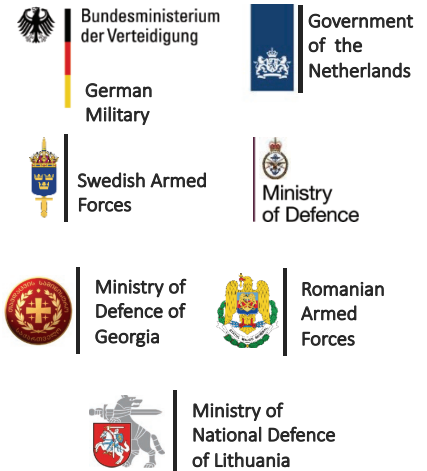 Bundesministerium
der Verteidigung
German
Military
Government
of the
Netherlands
Swedish Armed
Forces
Ministry
of Defence
Ministry of
Defence of
Georgia
Romanian
Armed
Forces
Ministry of
National Defence
of Lithuania